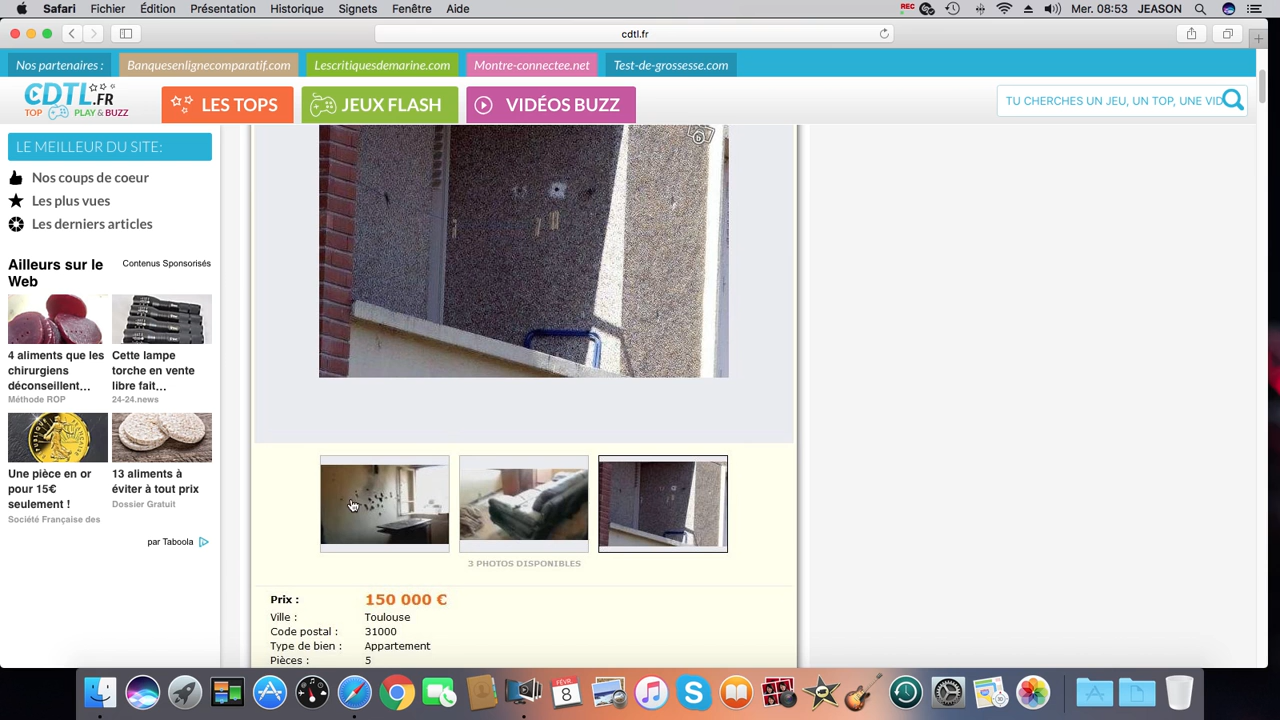 Safari Fichier Édition Présentation Historique Signets Fenêtre Aide REC Mer. 08:53 JEASON
cdtl.fr
Nos partenaires : Banquesenlignecomparatif.com Lescritiquesdemarine.com Montre-connectee.net Test-de-grossesse.com
CDTL.FR
TOP PLAY & BUZZ
LES TOPS JEUX FLASH VIDÉOS BUZZ
TU CHERCHES UN JEU, UN TOP, UNE VID
LE MEILLEUR DU SITE:
Nos coups de coeur
Les plus vues
Les derniers articles
Ailleurs sur le Web
Contenus Sponsorisés
4 aliments que les
chirurgiens
déconseillent...
Méthode ROP
Cette lampe
torche en vente
libre fait...
24-24.news
Une pièce en or
pour 15€
seulement !
Société Française des
13 aliments à
éviter à tout prix
Dossier Gratuit
par Taboola
3 PHOTOS DISPONIBLES
Prix : 150 000 €
Ville : Toulouse
Code postal : 31000
Type de bien : Appartement
Pièces : 5